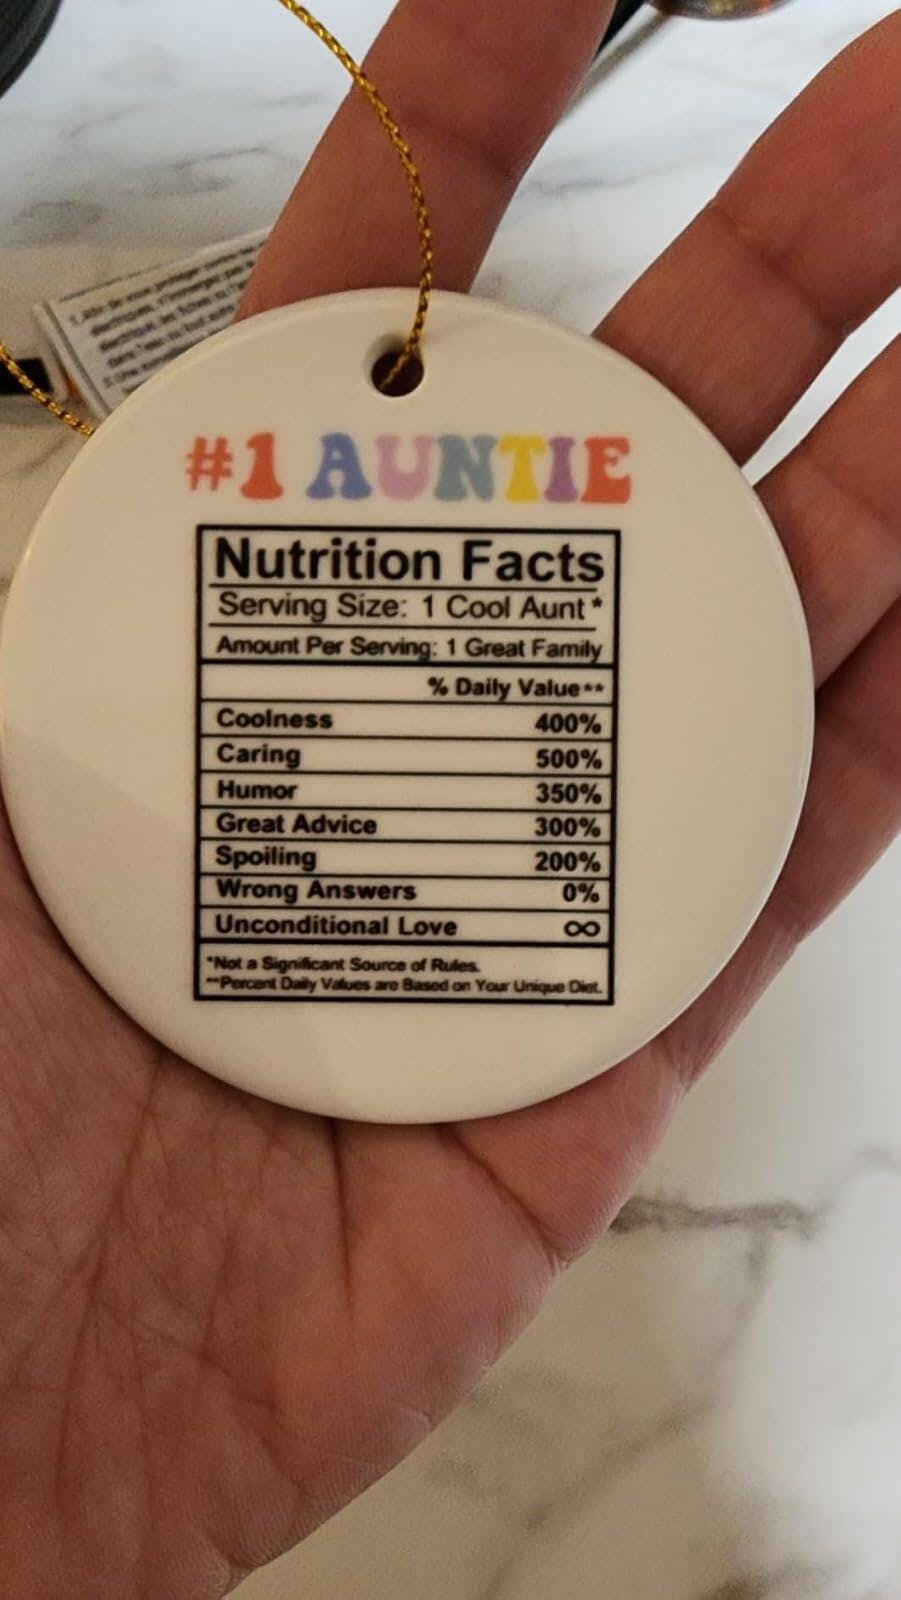 #1 AUNTIE
Nutrition Facts
Serving Size: 1 Cool Aunt*
Amount Per Serving: 1 Great Family
% Daily Value**
Coolness 400%
Caring 500%
Humor 350%
Great Advice 300%
Spoiling 200%
Wrong Answers 0%
Unconditional Love ∞
*Not a Significant Source of Rules.
**Percent Daily Values are Based on Your Unique Diet.